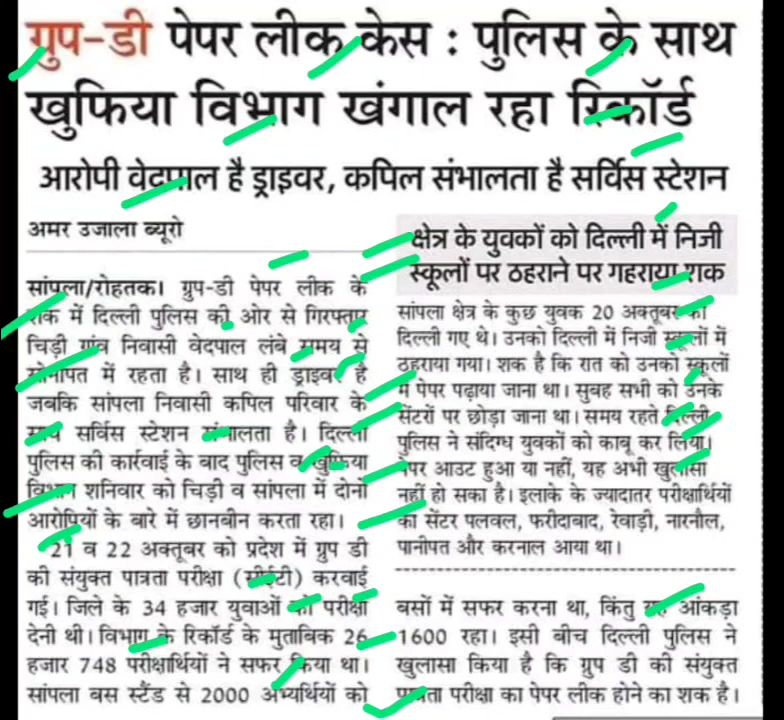 ग्रुप-डी पेपर लीक केस : पुलिस के साथ
खुफिया विभाग खंगाल रहा रिकॉर्ड
आरोपी वेदपाल है ड्राइवर, कपिल संभालता है सर्विस स्टेशन
अमर उजाला ब्यूरो
सांपला/रोहतक। ग्रुप-डी पेपर लीक के
शक में दिल्ली पुलिस की ओर से गिरफ्तार
चिड़ी गांव निवासी वेदपाल लंबे समय से
सोनीपत में रहता है। साथ ही ड्राइवर है
जबकि सांपला निवासी कपिल परिवार के
साथ सर्विस स्टेशन संभालता है। दिल्ली
पुलिस की कार्रवाई के बाद पुलिस व खुफिया
विभाग शनिवार को चिड़ी व सांपला में दोनों
आरोपियों के बारे में छानबीन करता रहा।
21 व 22 अक्तूबर को प्रदेश में ग्रुप डी
की संयुक्त पात्रता परीक्षा (सीईटी) करवाई
गई। जिले के 34 हजार युवाओं को परीक्षा
देनी थी। विभाग के रिकॉर्ड के मुताबिक 26
हजार 748 परीक्षार्थियों ने सफर किया था।
सांपला बस स्टैंड से 2000 अभ्यर्थियों को
क्षेत्र के युवकों को दिल्ली में निजी
स्कूलों पर ठहराने पर गहराया शक
सांपला क्षेत्र के कुछ युवक 20 अक्तूबर को
दिल्ली गए थे। उनको दिल्ली में निजी स्कूलों में
ठहराया गया। शक है कि रात को उनको स्कूलों
में पेपर पढ़ाया जाना था। सुबह सभी को उनके
सेंटरों पर छोड़ा जाना था। समय रहते दिल्ली
पुलिस ने संदिग्ध युवकों को काबू कर लिया।
पेपर आउट हुआ या नहीं, यह अभी खुलासा
नहीं हो सका है। इलाके के ज्यादातर परीक्षार्थियों
का सेंटर पलवल, फरीदाबाद, रेवाड़ी, नारनौल,
पानीपत और करनाल आया था।
बसों में सफर करना था, किंतु यह आंकड़ा
1600 रहा। इसी बीच दिल्ली पुलिस ने
खुलासा किया है कि ग्रुप डी की संयुक्त
पात्रता परीक्षा का पेपर लीक होने का शक है।